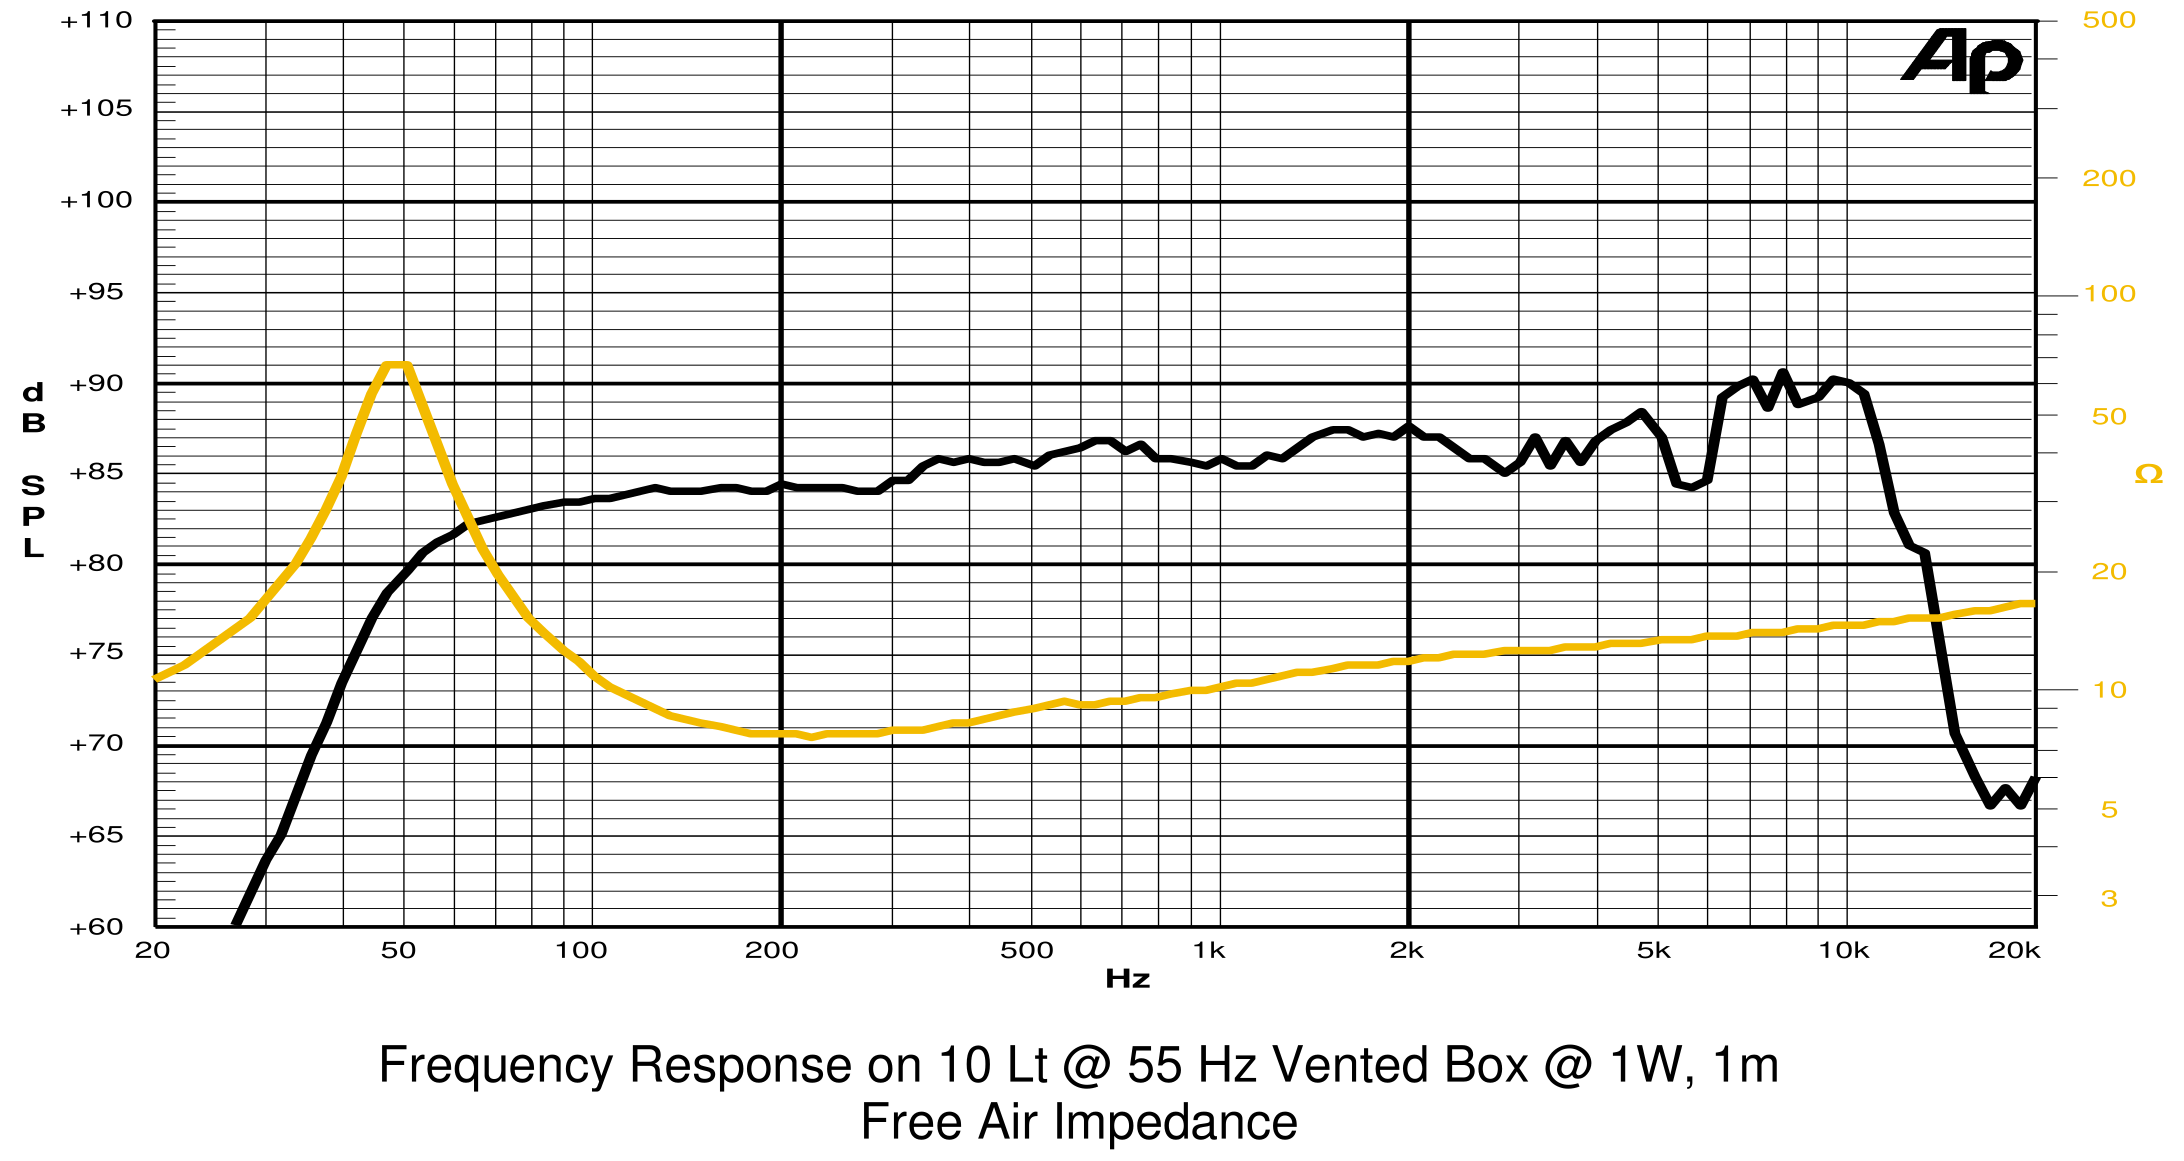 +110
+105
+100
+95
+90
+85
+80
+75
+70
+65
+60
d
B
S
P
L
Ap
500
200
100
50
Ω
20
10
5
3
20 50 100 200 500 1k 2k 5k 10k 20k
Hz
Frequency Response on 10 Lt @ 55 Hz Vented Box @ 1W, 1m
Free Air Impedance